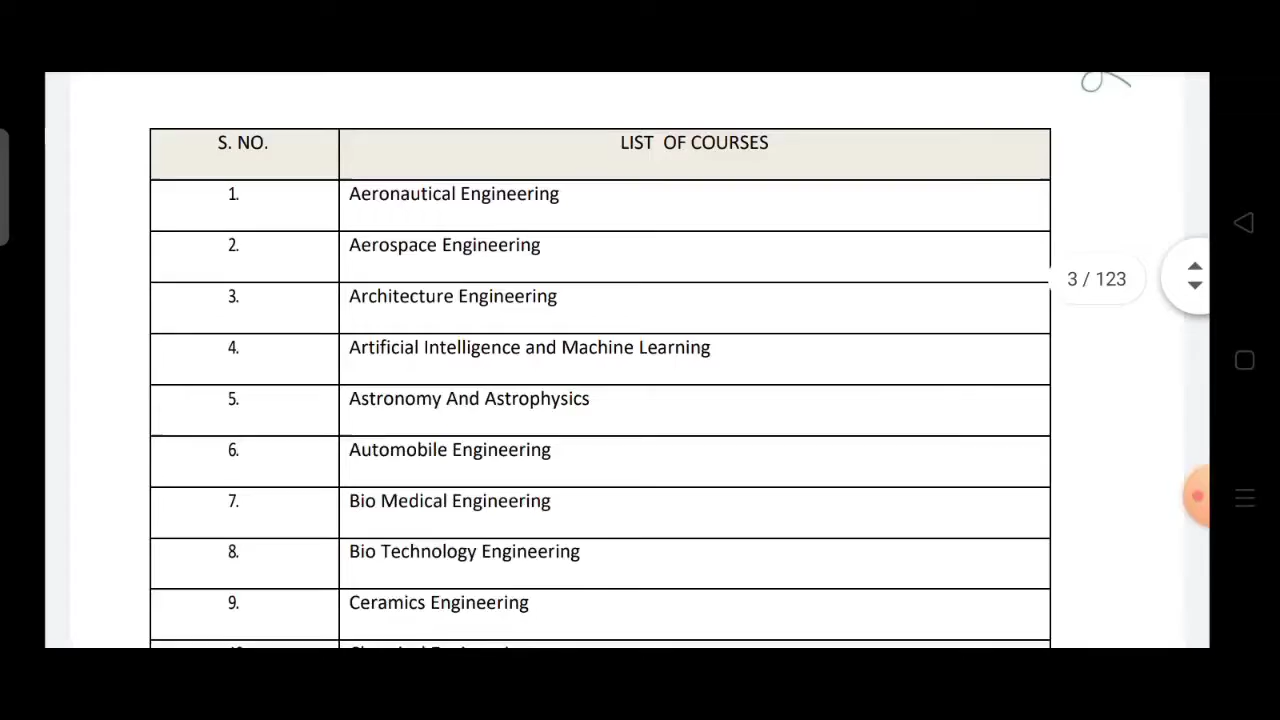 S. NO. LIST OF COURSES
1. Aeronautical Engineering
2. Aerospace Engineering
3. Architecture Engineering
3 / 123
4. Artificial Intelligence and Machine Learning
5. Astronomy And Astrophysics
6. Automobile Engineering
7. Bio Medical Engineering
8. Bio Technology Engineering
9. Ceramics Engineering